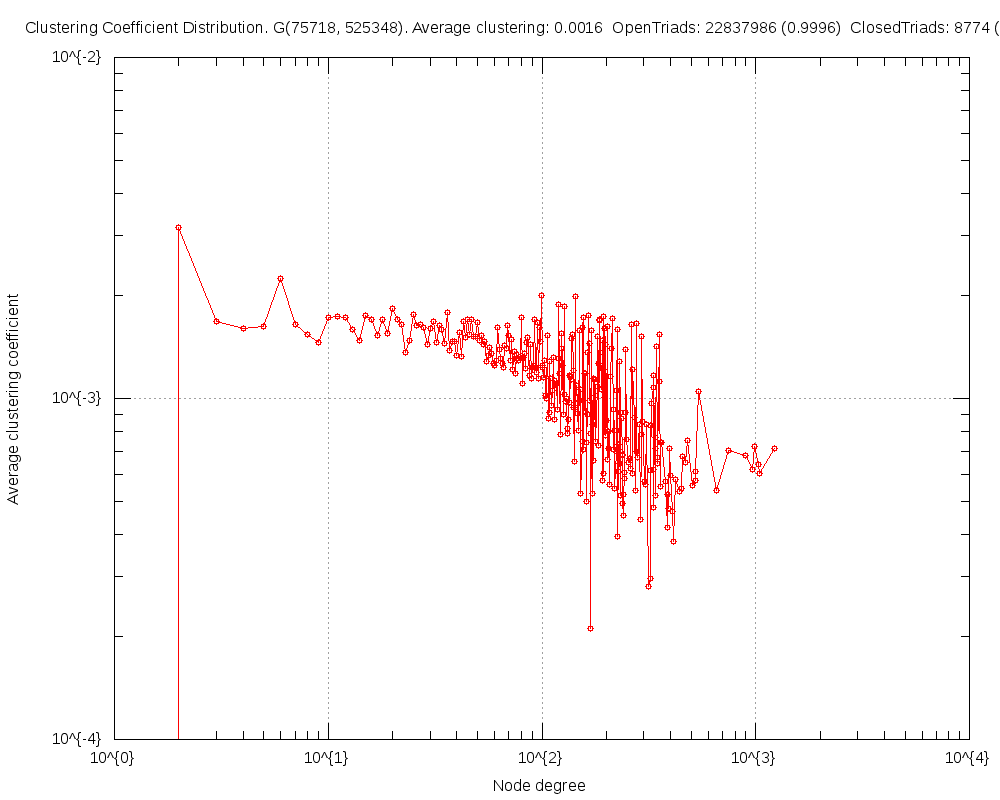 Clustering Coefficient Distribution. G(75718, 525348). Average clustering: 0.0016  OpenTriads: 22837986 (0.9996)  ClosedTriads: 8774 (
10^{-2}
10^{-3}
10^{-4}
Average clustering coefficient
10^{0}
10^{1}
10^{2}
10^{3}
10^{4}
Node degree